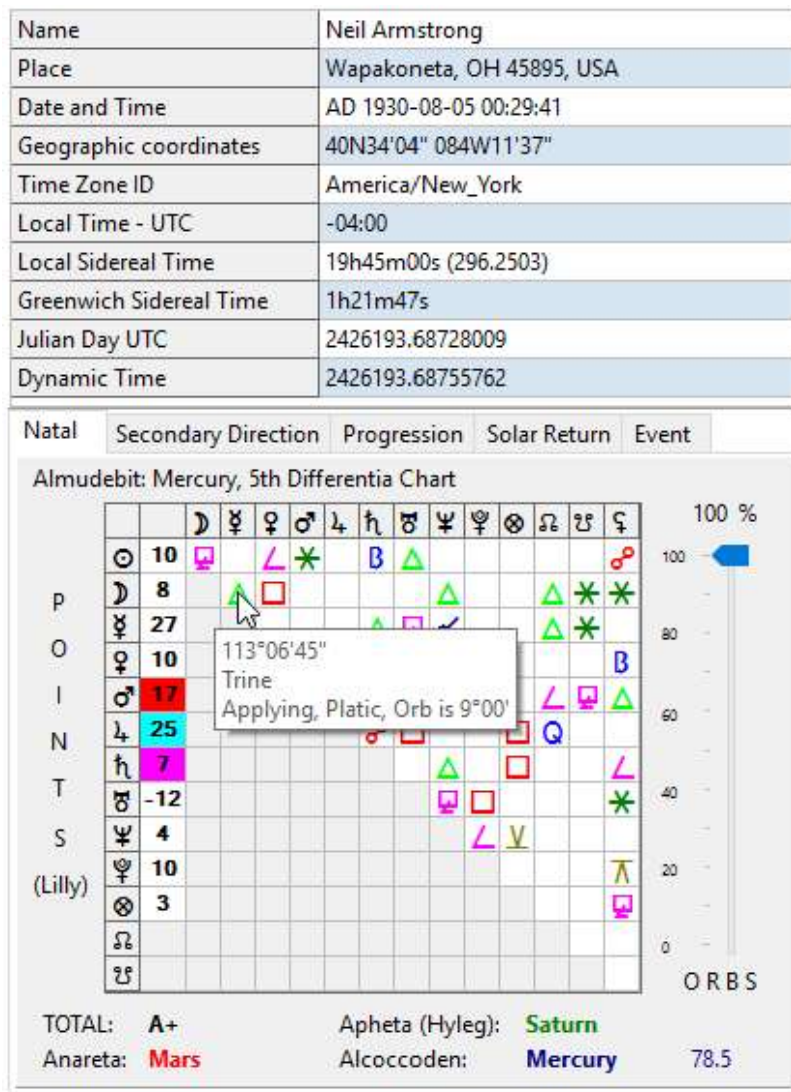 Name Neil Armstrong
Place Wapakoneta, OH 45895, USA
Date and Time AD 1930-08-05 00:29:41
Geographic coordinates 40N34'04" 084W11'37"
Time Zone ID America/New_York
Local Time - UTC -04:00
Local Sidereal Time 19h45m00s (296.2503)
Greenwich Sidereal Time 1h21m47s
Julian Day UTC 2426193.68728009
Dynamic Time 2426193.68755762
Natal Secondary Direction Progression Solar Return Event
Almudebit: Mercury, 5th Differentia Chart
☽ ☿ ♀ ♂ ♃ ♄ ♅ ♆ ♇ ⊗ ☊ ☋ ⚸
100 %
☉ 10 B 100
☽ 8
☿ 27 80
♀ 10 B
♂ 17 60
♃ 25 Q
♄ 7
♅ -12 40
♆ 4
♇ 10 20
⊗ 3
☊ 0
☋
P O I N T S
(Lilly)
113°06'45"
Trine
Applying, Platic, Orb is 9°00'
O R B S
TOTAL: A+ Apheta (Hyleg): Saturn
Anareta: Mars Alcoccoden: Mercury 78.5